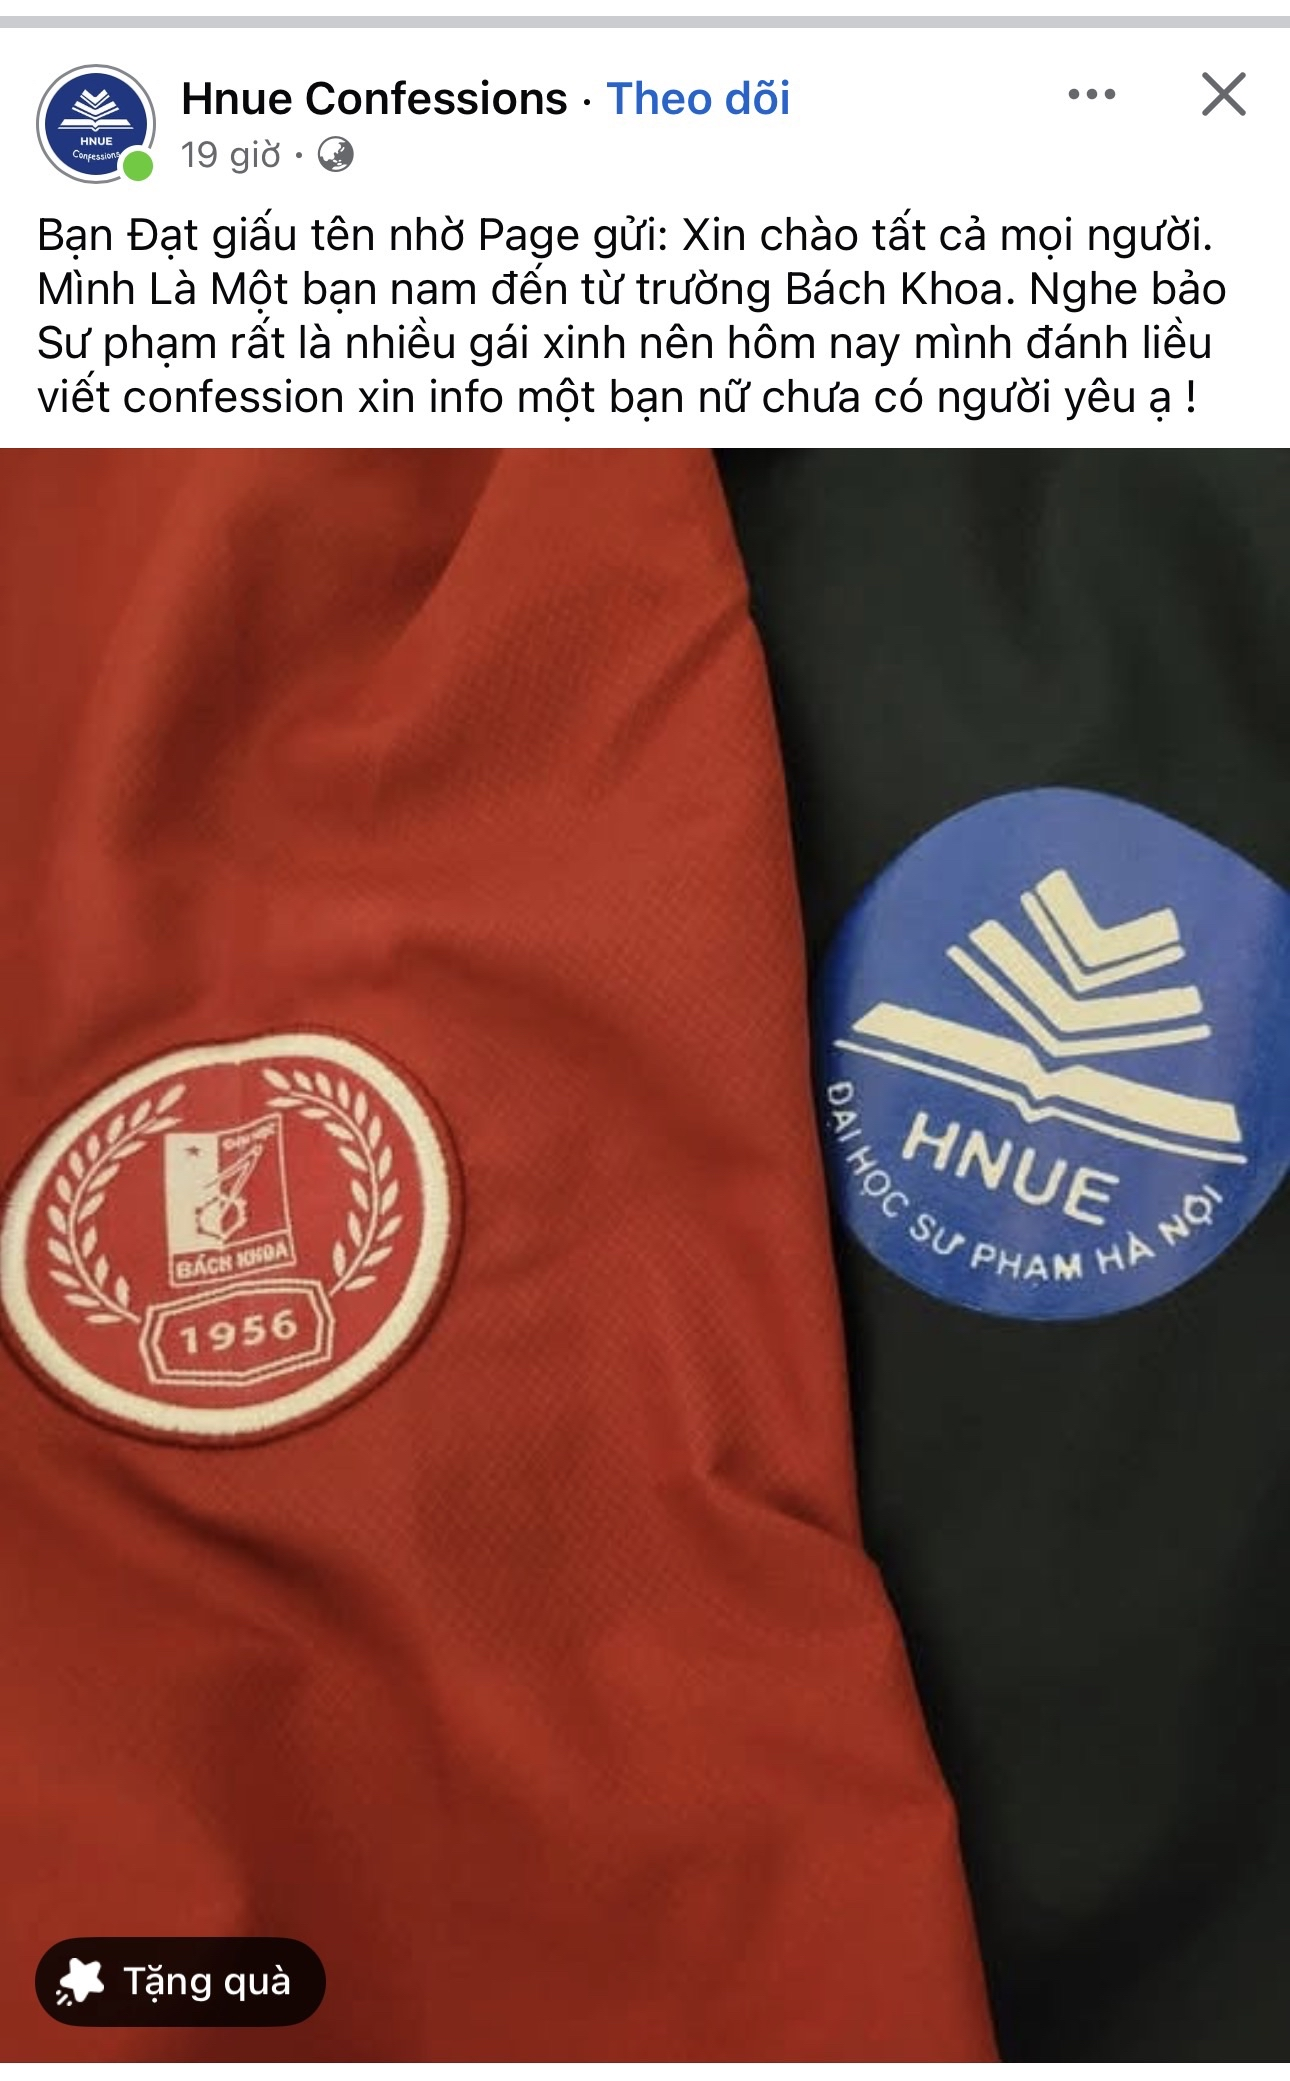 Hnue Confessions · Theo dõi
HNUE
Confessions
19 giờ ·
Bạn Đạt giấu tên nhờ Page gửi: Xin chào tất cả mọi người.
Mình Là Một bạn nam đến từ trường Bách Khoa. Nghe bảo
Sư phạm rất là nhiều gái xinh nên hôm nay mình đánh liều
viết confession xin info một bạn nữ chưa có người yêu ạ !
ĐẠI HỌC
BÁCH KHOA
1956
HNUE
ĐẠI HỌC SƯ PHẠM HÀ NỘI
Tặng quà